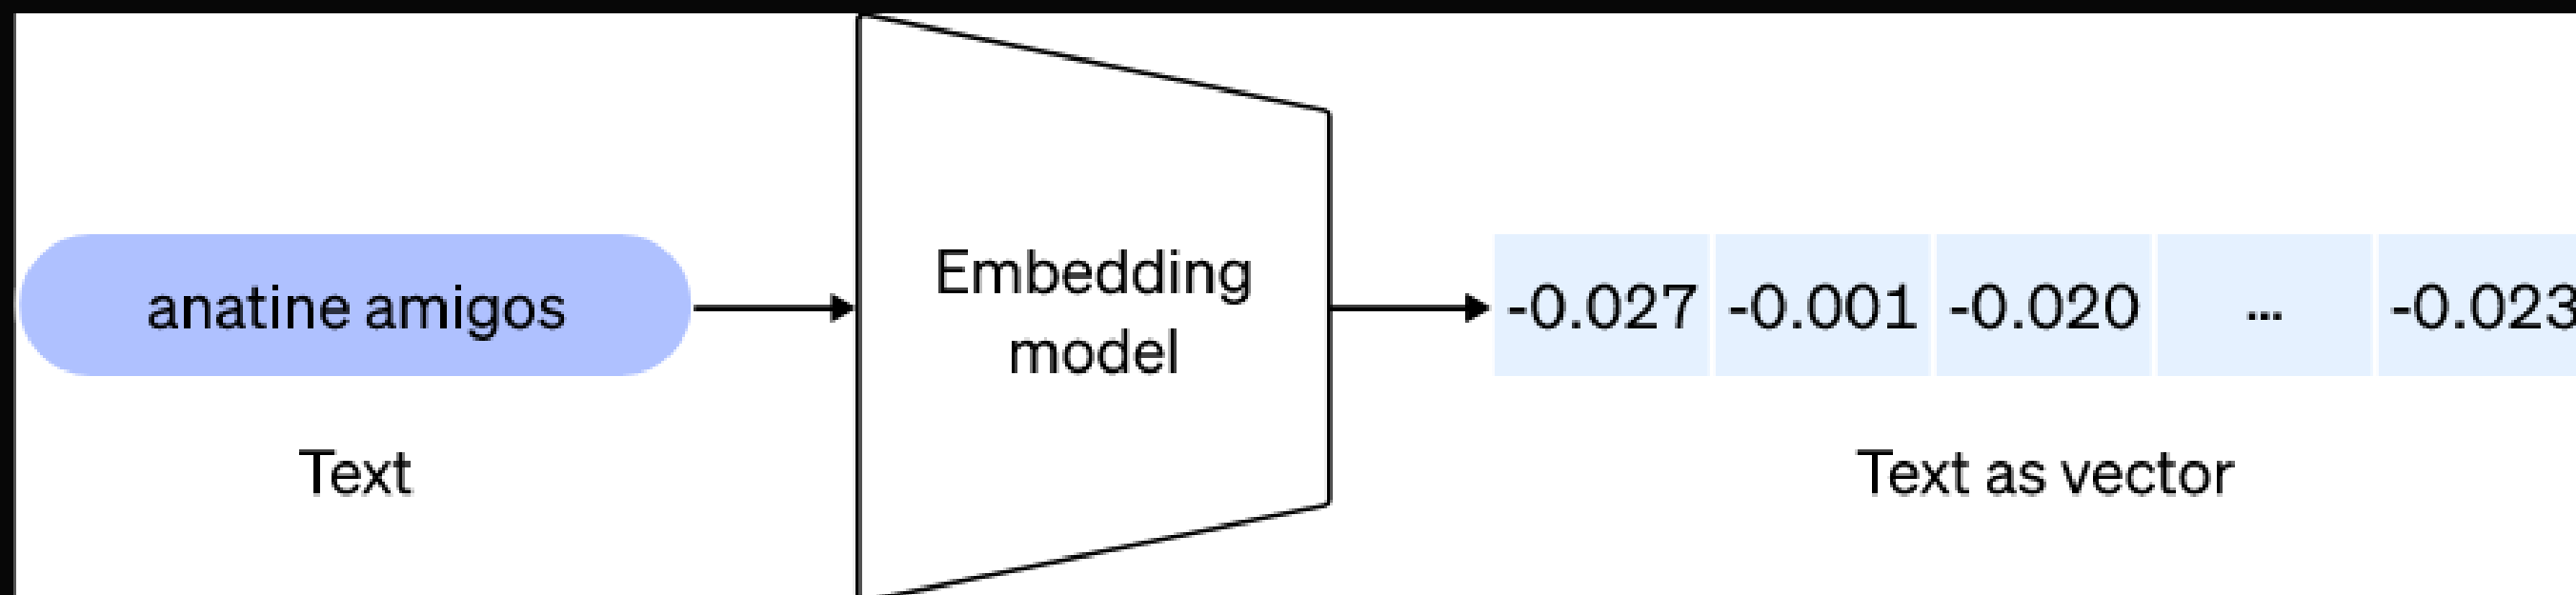 anatine amigos
Embedding
model
-0.027 -0.001 -0.020 ... -0.023
Text
Text as vector